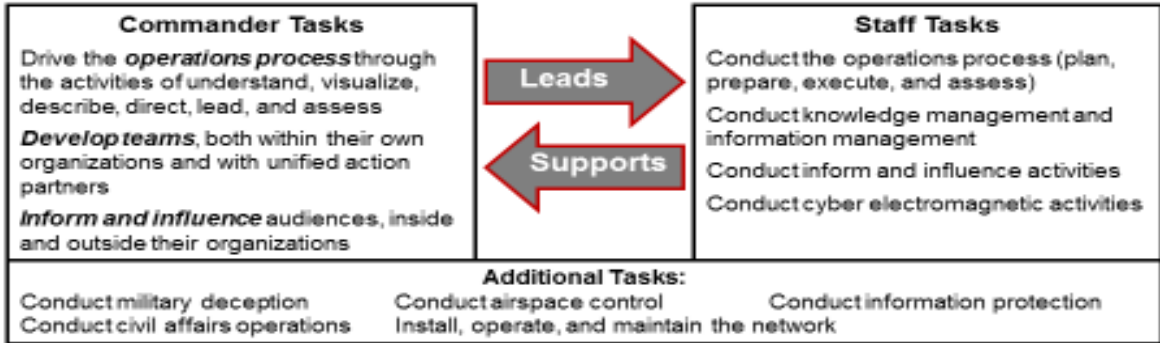 Commander Tasks
Drive the operations process through
the activities of understand, visualize,
describe, direct, lead, and assess
Develop teams, both within their own
organizations and with unified action
partners
Inform and influence audiences, inside
and outside their organizations
Leads
Supports
Staff Tasks
Conduct the operations process (plan,
prepare, execute, and assess)
Conduct knowledge management and
information management
Conduct inform and influence activities
Conduct cyber electromagnetic activities
Additional Tasks:
Conduct military deception Conduct airspace control Conduct information protection
Conduct civil affairs operations Install, operate, and maintain the network